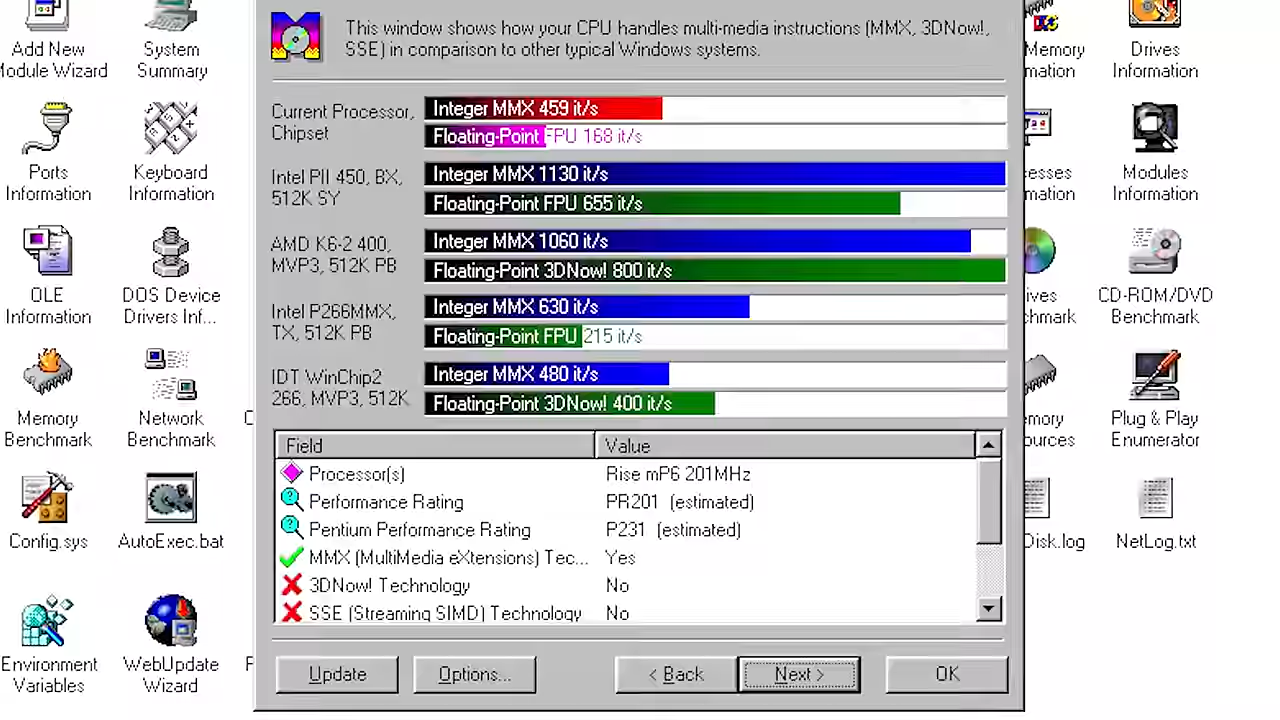 This window shows how your CPU handles multi-media instructions (MMX, 3DNow!,
SSE) in comparison to other typical Windows systems.
Current Processor,
Chipset
Integer MMX 459 it/s
Floating-Point FPU 168 it/s
Intel PII 450, BX,
512K SY
Integer MMX 1130 it/s
Floating-Point FPU 655 it/s
AMD K6-2 400,
MVP3, 512K PB
Integer MMX 1060 it/s
Floating-Point 3DNow! 800 it/s
Intel P266MMX,
TX, 512K PB
Integer MMX 630 it/s
Floating-Point FPU 215 it/s
IDT WinChip2
266, MVP3, 512K
Integer MMX 480 it/s
Floating-Point 3DNow! 400 it/s
Field Value
Processor(s) Rise mP6 201MHz
Performance Rating PR201 (estimated)
Pentium Performance Rating P231 (estimated)
MMX (MultiMedia eXtensions) Tec... Yes
3DNow! Technology No
SSE (Streaming SIMD) Technology No
Update Options... < Back Next > OK
Add New
Module Wizard
System
Summary
Ports
Information
Keyboard
Information
OLE
Information
DOS Device
Drivers Inf...
Memory
Benchmark
Network
Benchmark
Config.sys
AutoExec.bat
Environment
Variables
WebUpdate
Wizard
Memory
mation
Drives
Information
cesses
mation
Modules
Information
ives
hmark
CD-ROM/DVD
Benchmark
mory
ources
Plug & Play
Enumerator
Disk.log
NetLog.txt